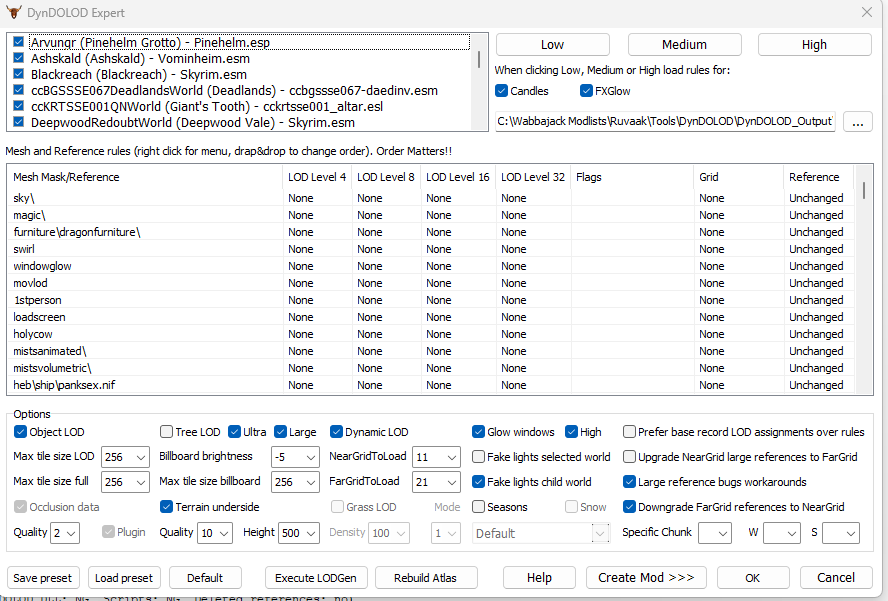 DynDOLOD Expert
Arvungr (Pinehelm Grotto) - Pinehelm.esp
Ashskald (Ashskald) - Vominheim.esm
Blackreach (Blackreach) - Skyrim.esm
ccBGSSSE067DeadlandsWorld (Deadlands) - ccbgssse067-daedinv.esm
ccKRTSSE001QNWorld (Giant's Tooth) - cckrtsse001_altar.esl
DeepwoodRedoubtWorld (Deepwood Vale) - Skyrim.esm
Low Medium High
When clicking Low, Medium or High load rules for:
Candles FXGlow
C:\Wabbajack Modlists\Ruvaak\Tools\DynDOLOD\DynDOLOD_Output\ ...
Mesh and Reference rules (right click for menu, drap&drop to change order). Order Matters!!
Mesh Mask/Reference LOD Level 4 LOD Level 8 LOD Level 16 LOD Level 32 Flags Grid Reference
sky\ None None None None None Unchanged
magic\ None None None None None Unchanged
furniture\dragonfurniture\ None None None None None Unchanged
swirl None None None None None Unchanged
windowglow None None None None None Unchanged
movlod None None None None None Unchanged
1stperson None None None None None Unchanged
loadscreen None None None None None Unchanged
holycow None None None None None Unchanged
mistsanimated\ None None None None None Unchanged
mistsvolumetric\ None None None None None Unchanged
heb\ship\panksex.nif None None None None None Unchanged
Options
Object LOD Tree LOD Ultra Large Dynamic LOD Glow windows High Prefer base record LOD assignments over rules
Max tile size LOD 256 Billboard brightness -5 NearGridToLoad 11 Fake lights selected world Upgrade NearGrid large references to FarGrid
Max tile size full 256 Max tile size billboard 256 FarGridToLoad 21 Fake lights child world Large reference bugs workarounds
Occlusion data Terrain underside Grass LOD Mode Seasons Snow Downgrade FarGrid references to NearGrid
Quality 2 Plugin Quality 10 Height 500 Density 100 1 Default Specific Chunk W S
Save preset Load preset Default Execute LODGen Rebuild Atlas Help Create Mod >>> OK Cancel